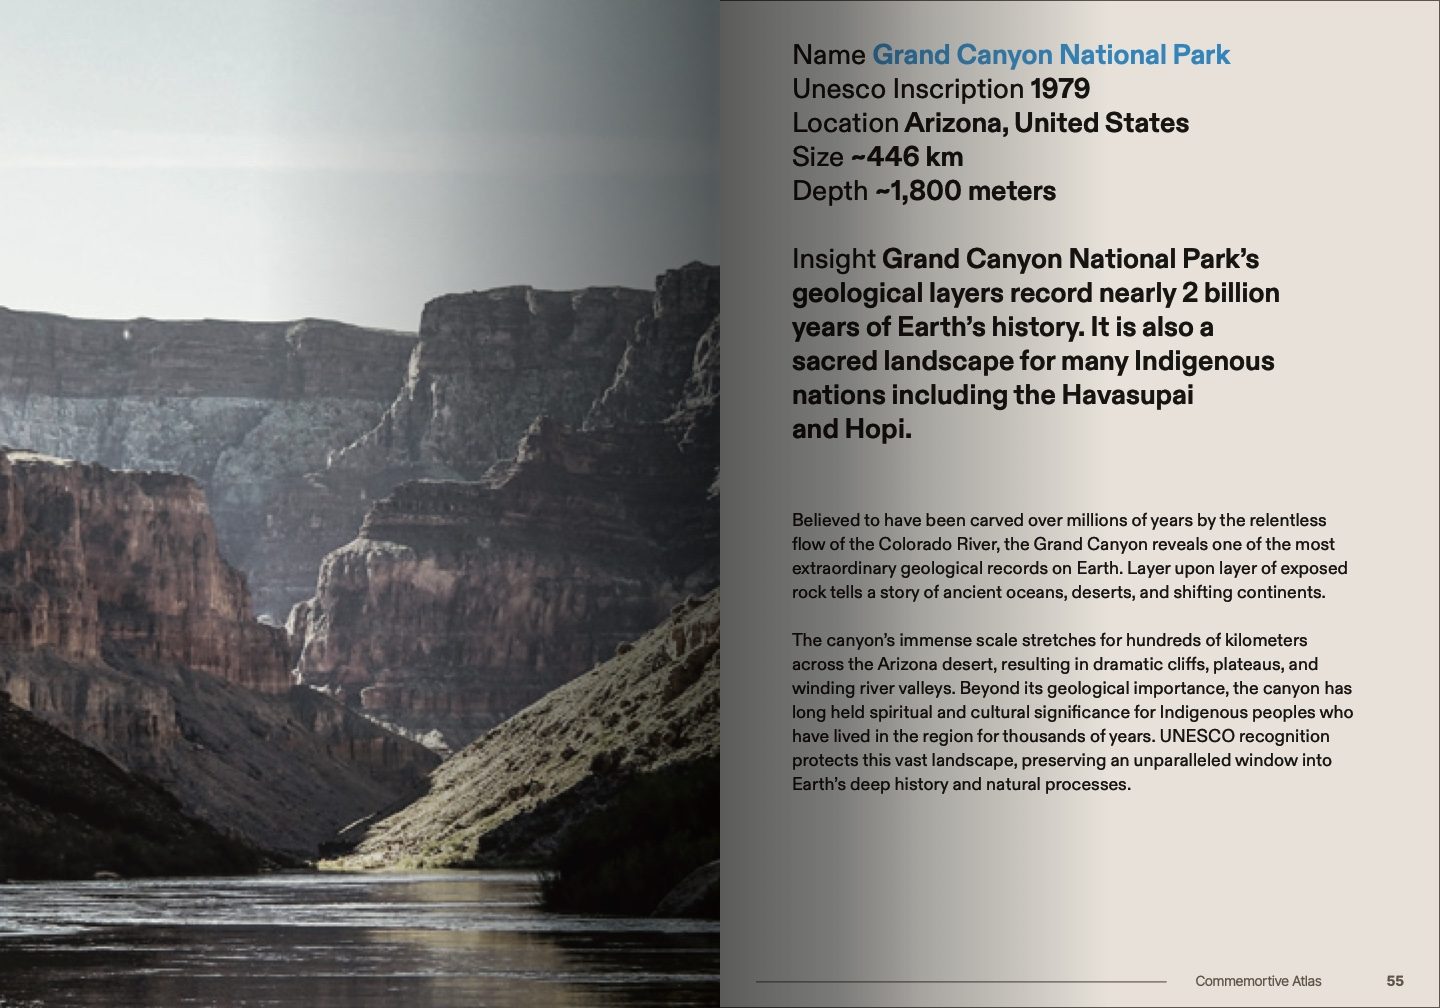 Name Grand Canyon National Park
Unesco Inscription 1979
Location Arizona, United States
Size ~446 km
Depth ~1,800 meters
Insight Grand Canyon National Park’s
geological layers record nearly 2 billion
years of Earth’s history. It is also a
sacred landscape for many Indigenous
nations including the Havasupai
and Hopi.
Believed to have been carved over millions of years by the relentless
flow of the Colorado River, the Grand Canyon reveals one of the most
extraordinary geological records on Earth. Layer upon layer of exposed
rock tells a story of ancient oceans, deserts, and shifting continents.
The canyon’s immense scale stretches for hundreds of kilometers
across the Arizona desert, resulting in dramatic cliffs, plateaus, and
winding river valleys. Beyond its geological importance, the canyon has
long held spiritual and cultural significance for Indigenous peoples who
have lived in the region for thousands of years. UNESCO recognition
protects this vast landscape, preserving an unparalleled window into
Earth’s deep history and natural processes.
Commemortive Atlas 55